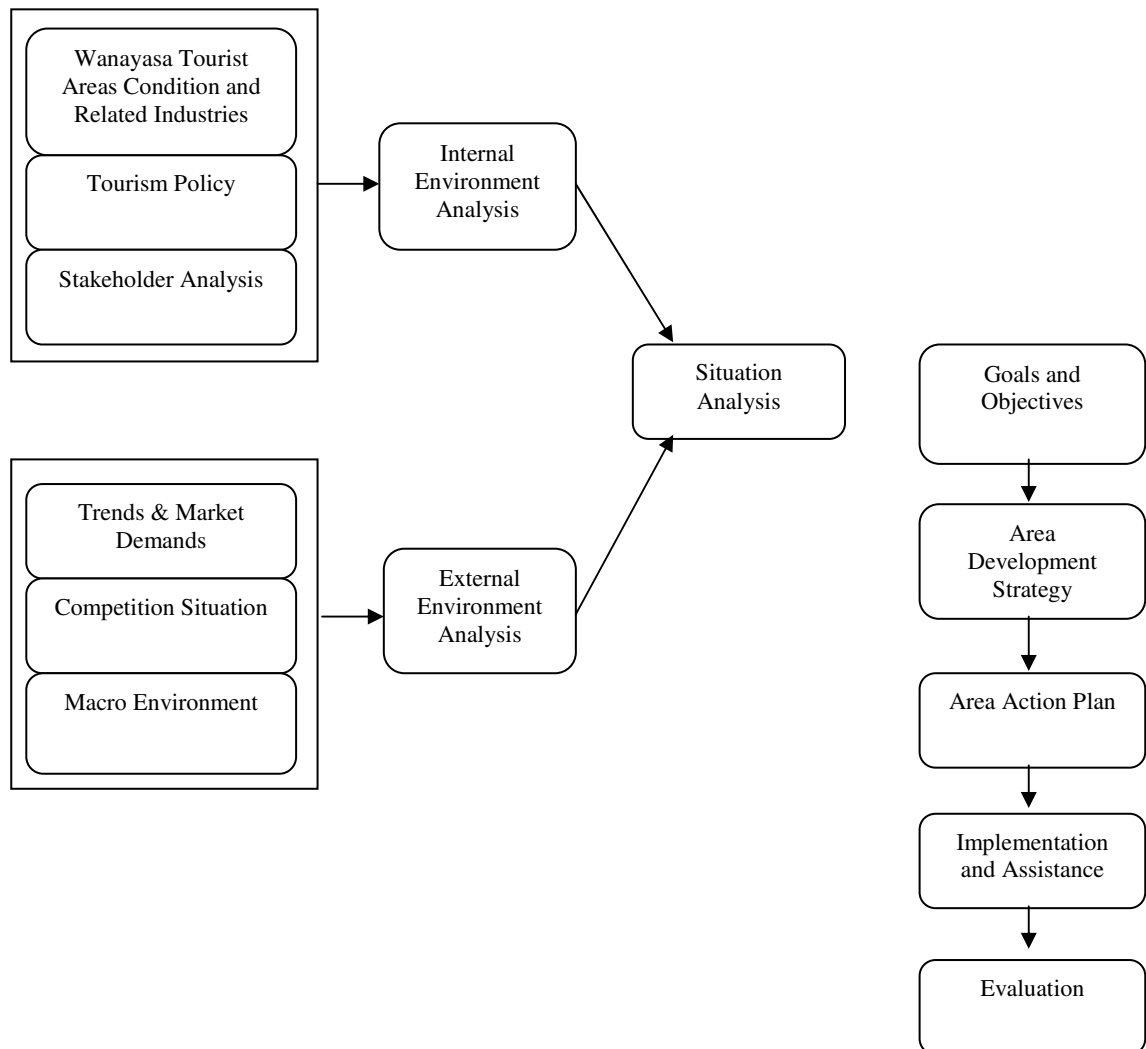 Wanayasa Tourist
Areas Condition and
Related Industries
Tourism Policy
Stakeholder Analysis
Internal
Environment
Analysis
Trends & Market
Demands
Competition Situation
Macro Environment
External
Environment
Analysis
Situation
Analysis
Goals and
Objectives
Area
Development
Strategy
Area Action Plan
Implementation
and Assistance
Evaluation